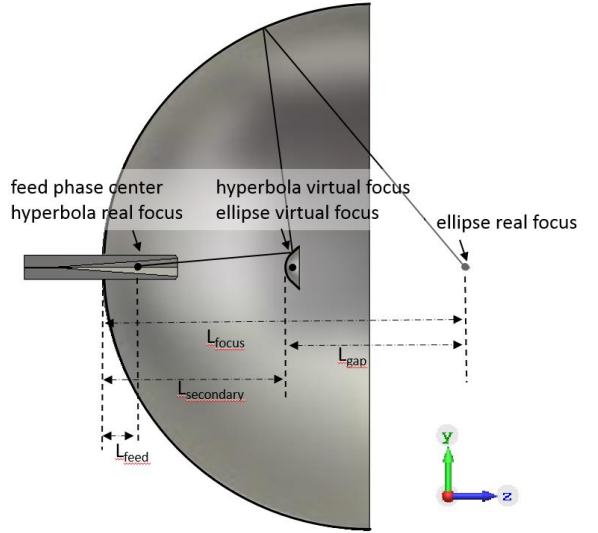 feed phase center
hyperbola real focus
hyperbola virtual focus
ellipse virtual focus
ellipse real focus
Lfocus
Lgap
Lsecondary
Lfeed
y
z